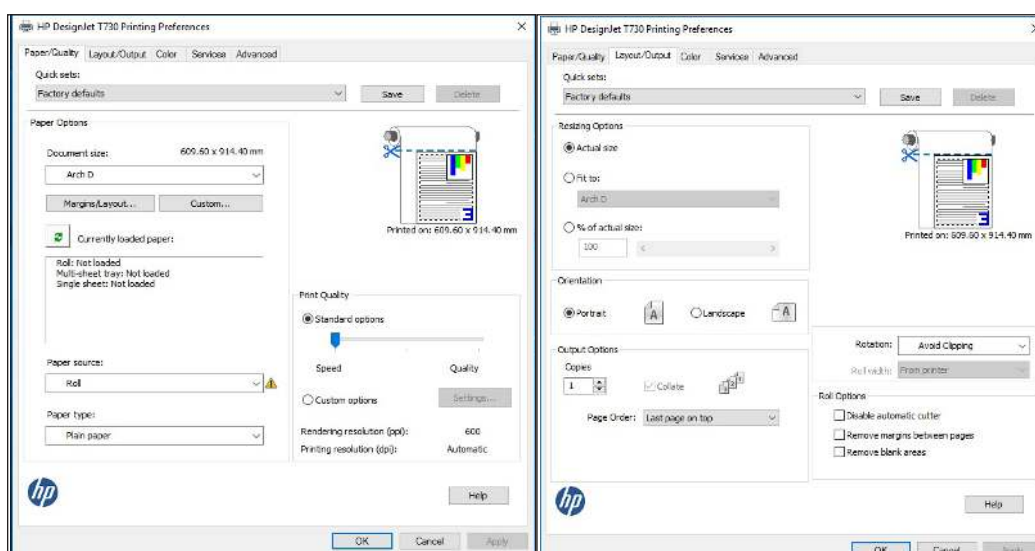 HP DesignJet T730 Printing Preferences
Paper/Quality Layout/Output Color Services Advanced
Quick sets:
Factory defaults
Save
Delete
Paper Options
Document size: 609.60 x 914.40 mm
Arch D
Margins/Layout...
Custom...
Currently loaded paper:
Roll: Not loaded
Multi-sheet tray: Not loaded
Single sheet: Not loaded
Paper source:
Roll
Paper type:
Plain paper
3
Printed on: 609.60 x 914.40 mm
Print Quality
Standard options
Speed Quality
Custom options
Settings...
Rendering resolution (ppi): 600
Printing resolution (dpi): Automatic
hp
Help
OK Cancel Apply
HP DesignJet T730 Printing Preferences
Paper/Quality Layout/Output Color Services Advanced
Quick sets:
Factory defaults
Save
Delete
Resizing Options
Actual size
Fit to:
Arch D
% of actual size:
100
3
Printed on: 609.60 x 914.40 mm
Orientation
Portrait
A
Landscape
A
Output Options
Copies
1
Collate
Page Order: Last page on top
Rotation: Avoid Clipping
Roll width: From printer
Roll Options
Disable automatic cutter
Remove margins between pages
Remove blank areas
hp
Help
OK Cancel Apply